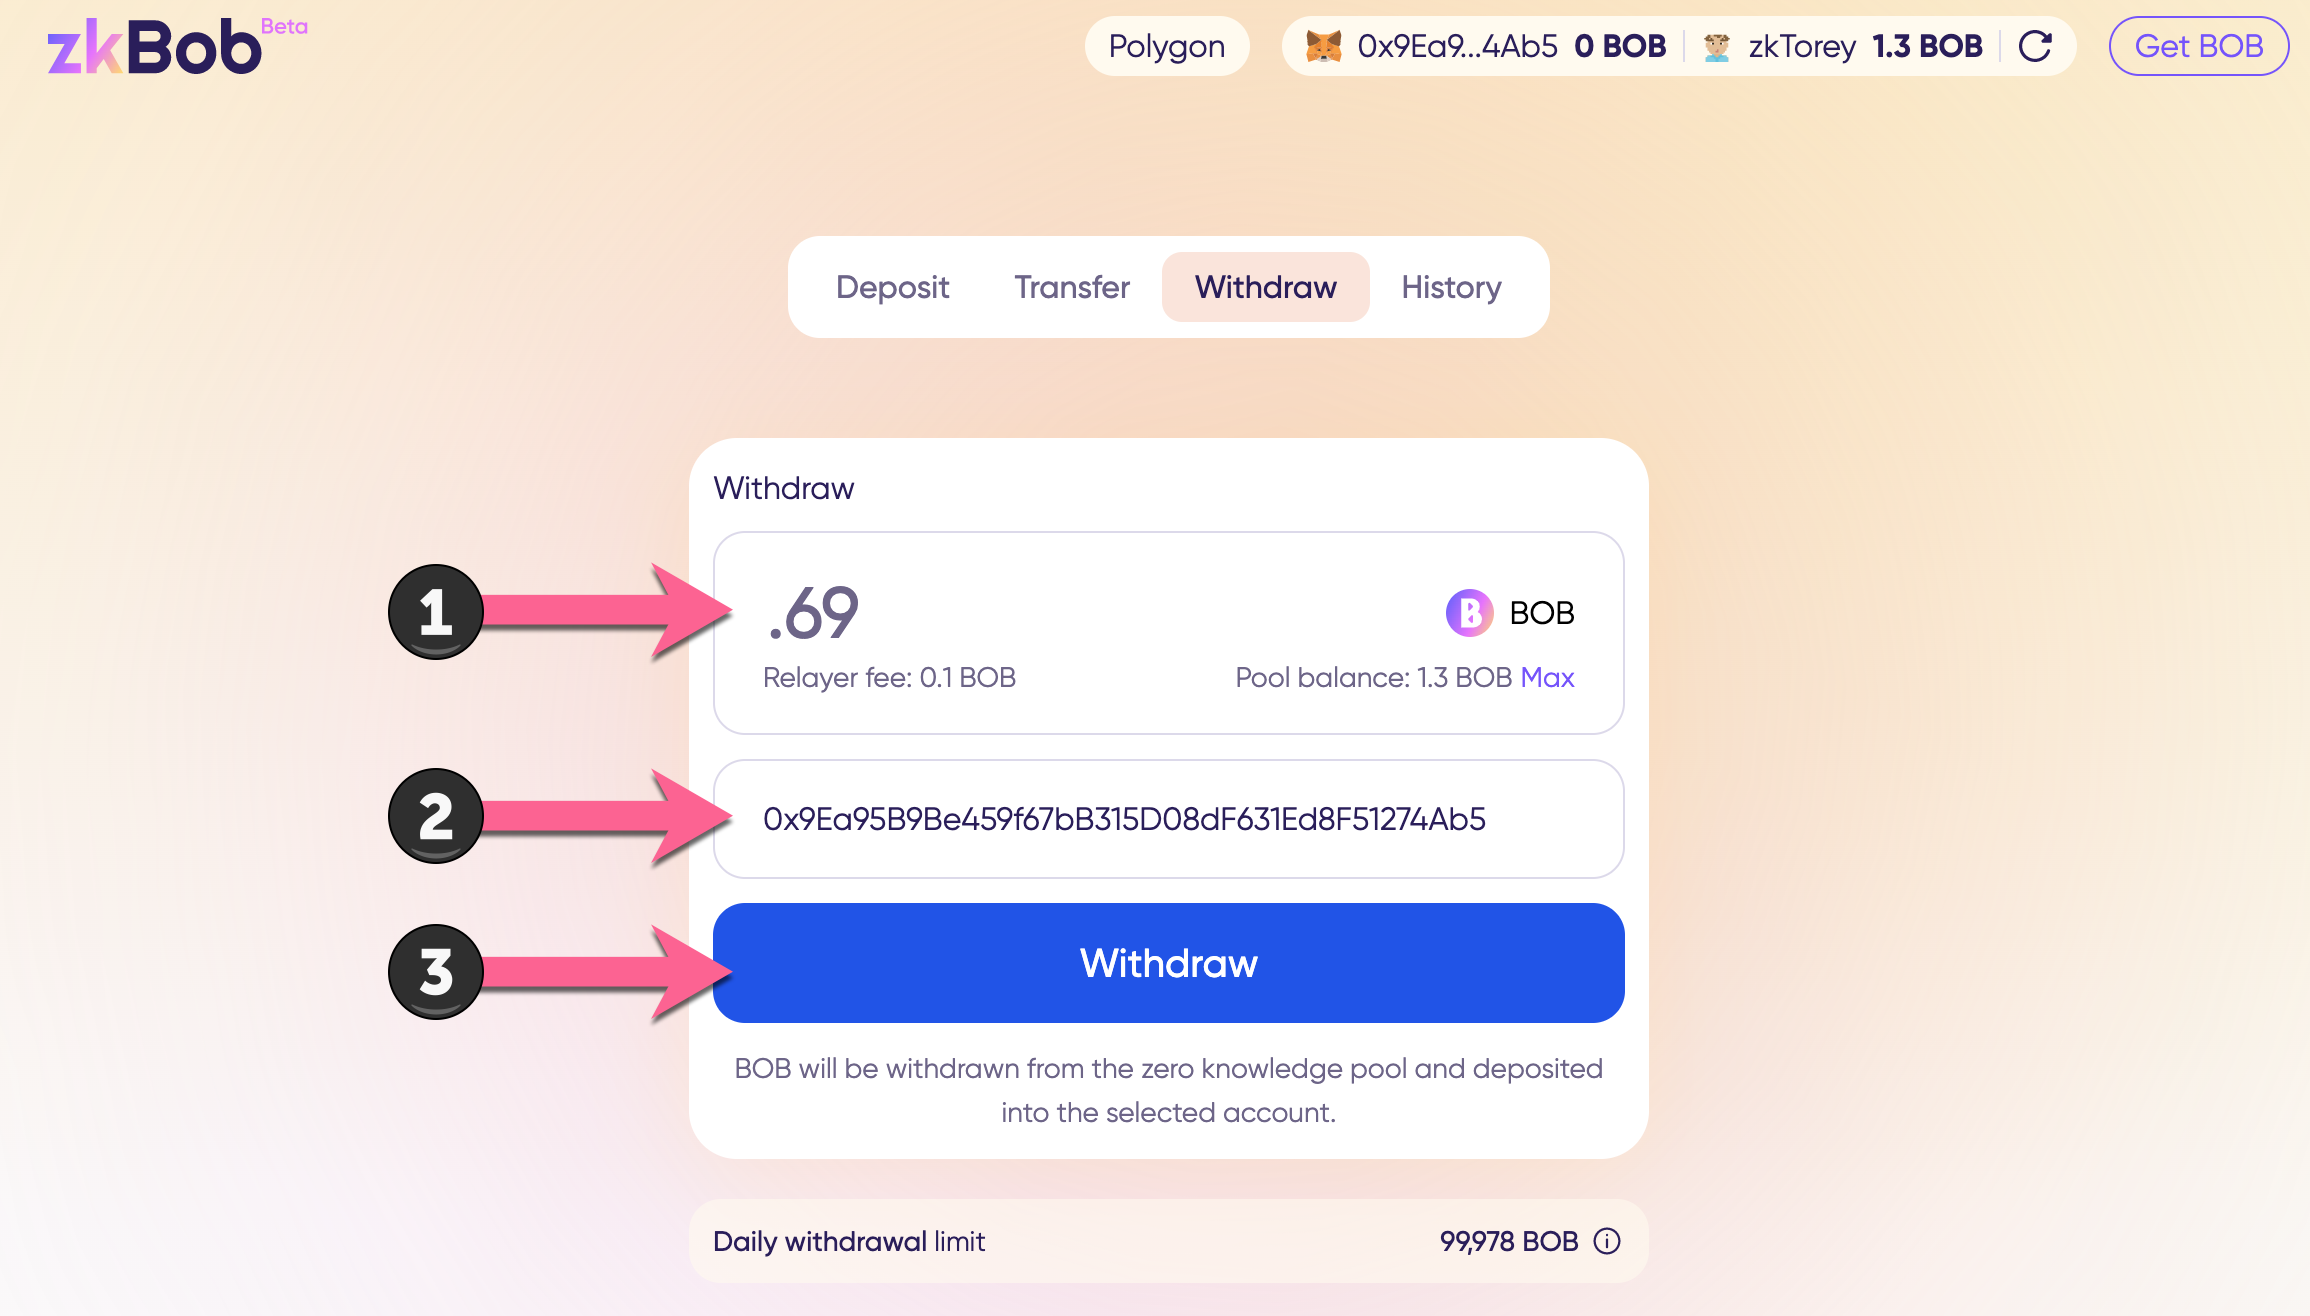 zkBob Beta
Polygon
0x9Ea9...4Ab5 0 BOB
zkTorey 1.3 BOB
Get BOB
Deposit Transfer Withdraw History
Withdraw
1
.69
BOB
Relayer fee: 0.1 BOB
Pool balance: 1.3 BOB Max
2
0x9Ea95B9Be459f67bB315D08dF631Ed8F51274Ab5
3
Withdraw
BOB will be withdrawn from the zero knowledge pool and deposited
into the selected account.
Daily withdrawal limit
99,978 BOB